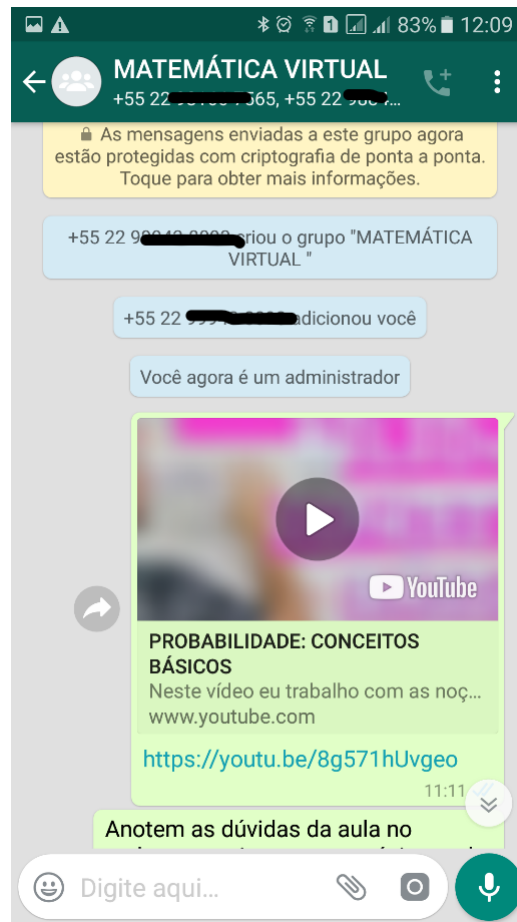 83% 12:09
MATEMÁTICA VIRTUAL
+55 22 565, +55 22
As mensagens enviadas a este grupo agora
estão protegidas com criptografia de ponta a ponta.
Toque para obter mais informações.
+55 22 criou o grupo "MATEMÁTICA
VIRTUAL "
+55 22 adicionou você
Você agora é um administrador
YouTube
PROBABILIDADE: CONCEITOS
BÁSICOS
Neste vídeo eu trabalho com as noç...
www.youtube.com
https://youtu.be/8g571hUvgeo
11:11
Anotem as dúvidas da aula no
Digite aqui...